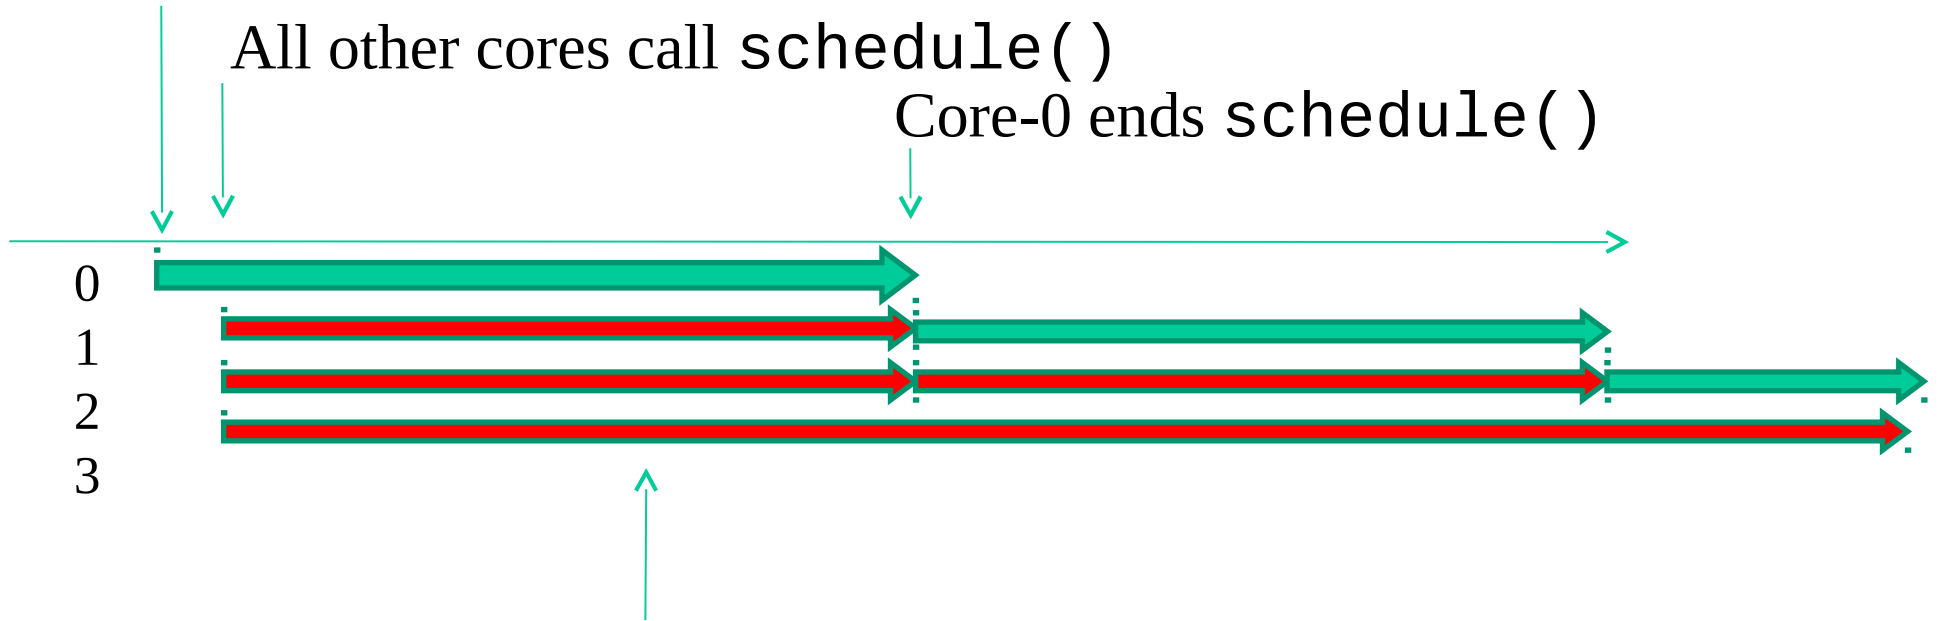 All other cores call schedule()
Core-0 ends schedule()
0
1
2
3